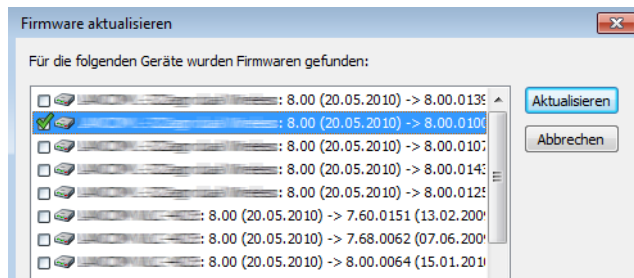 Firmware aktualisieren
Für die folgenden Geräte wurden Firmwaren gefunden:
: 8.00 (20.05.2010) -> 8.00.0139
: 8.00 (20.05.2010) -> 8.00.0100
: 8.00 (20.05.2010) -> 8.00.0107
: 8.00 (20.05.2010) -> 8.00.0143
: 8.00 (20.05.2010) -> 8.00.0125
: 8.00 (20.05.2010) -> 7.60.0151 (13.02.200
: 8.00 (20.05.2010) -> 7.68.0062 (07.06.200
: 8.00 (20.05.2010) -> 8.00.0064 (15.01.201
Aktualisieren
Abbrechen